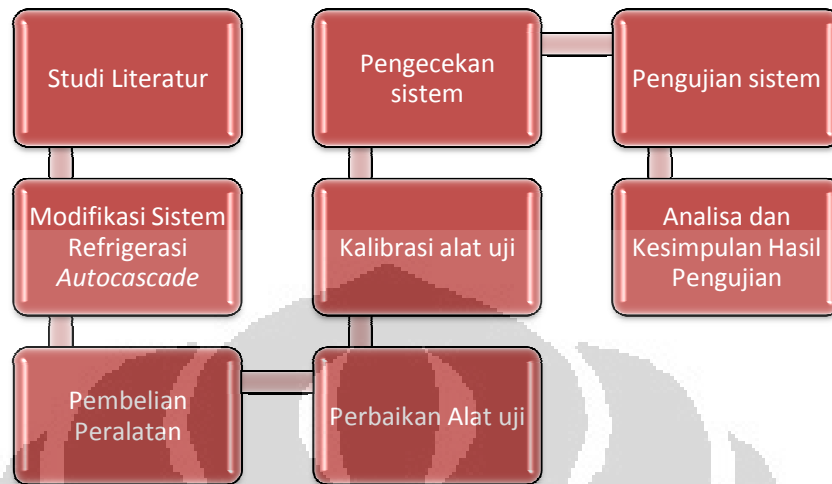 Studi Literatur
Modifikasi Sistem
Refrigerasi
Autocascade
Pembelian
Peralatan
Perbaikan Alat uji
Kalibrasi alat uji
Pengecekan
sistem
Pengujian sistem
Analisa dan
Kesimpulan Hasil
Pengujian